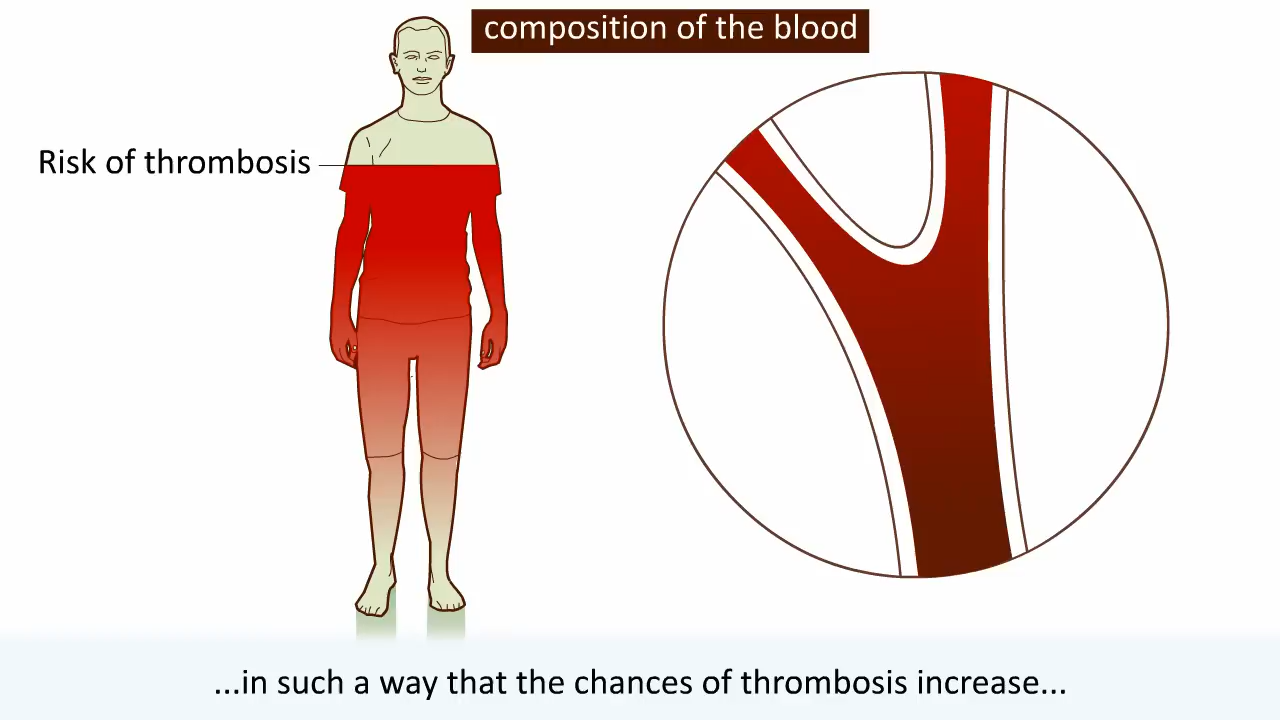 composition of the blood
Risk of thrombosis
...in such a way that the chances of thrombosis increase...